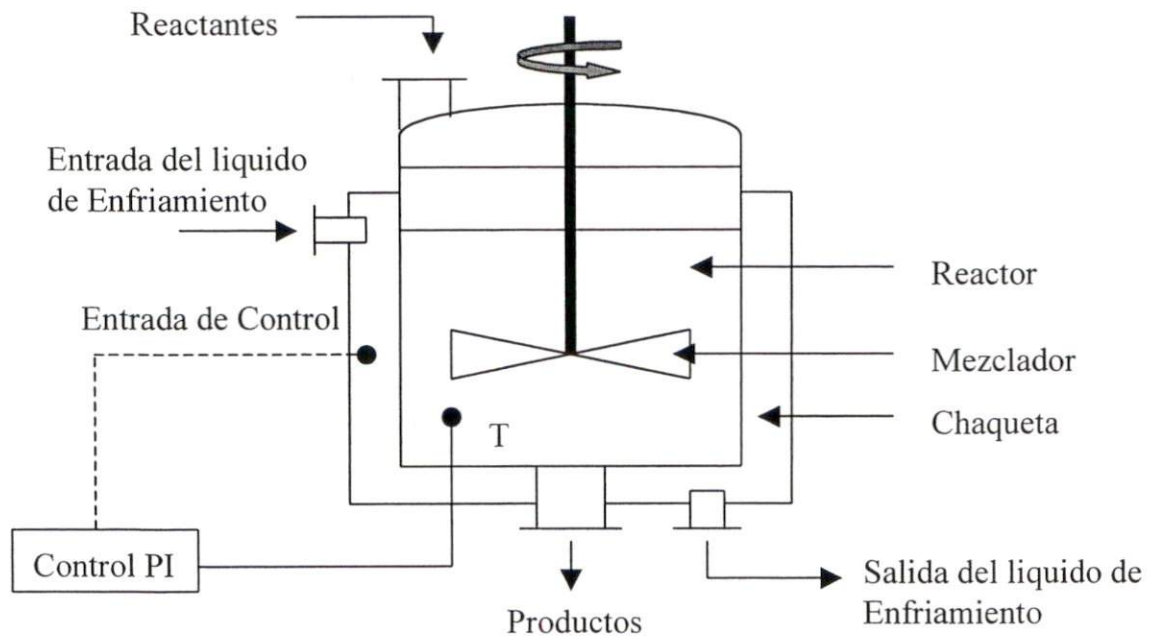 Reactantes
Entrada del liquido
de Enfriamiento
Reactor
Entrada de Control
Mezclador
Chaqueta
T
Control PI
Salida del liquido de
Enfriamiento
Productos